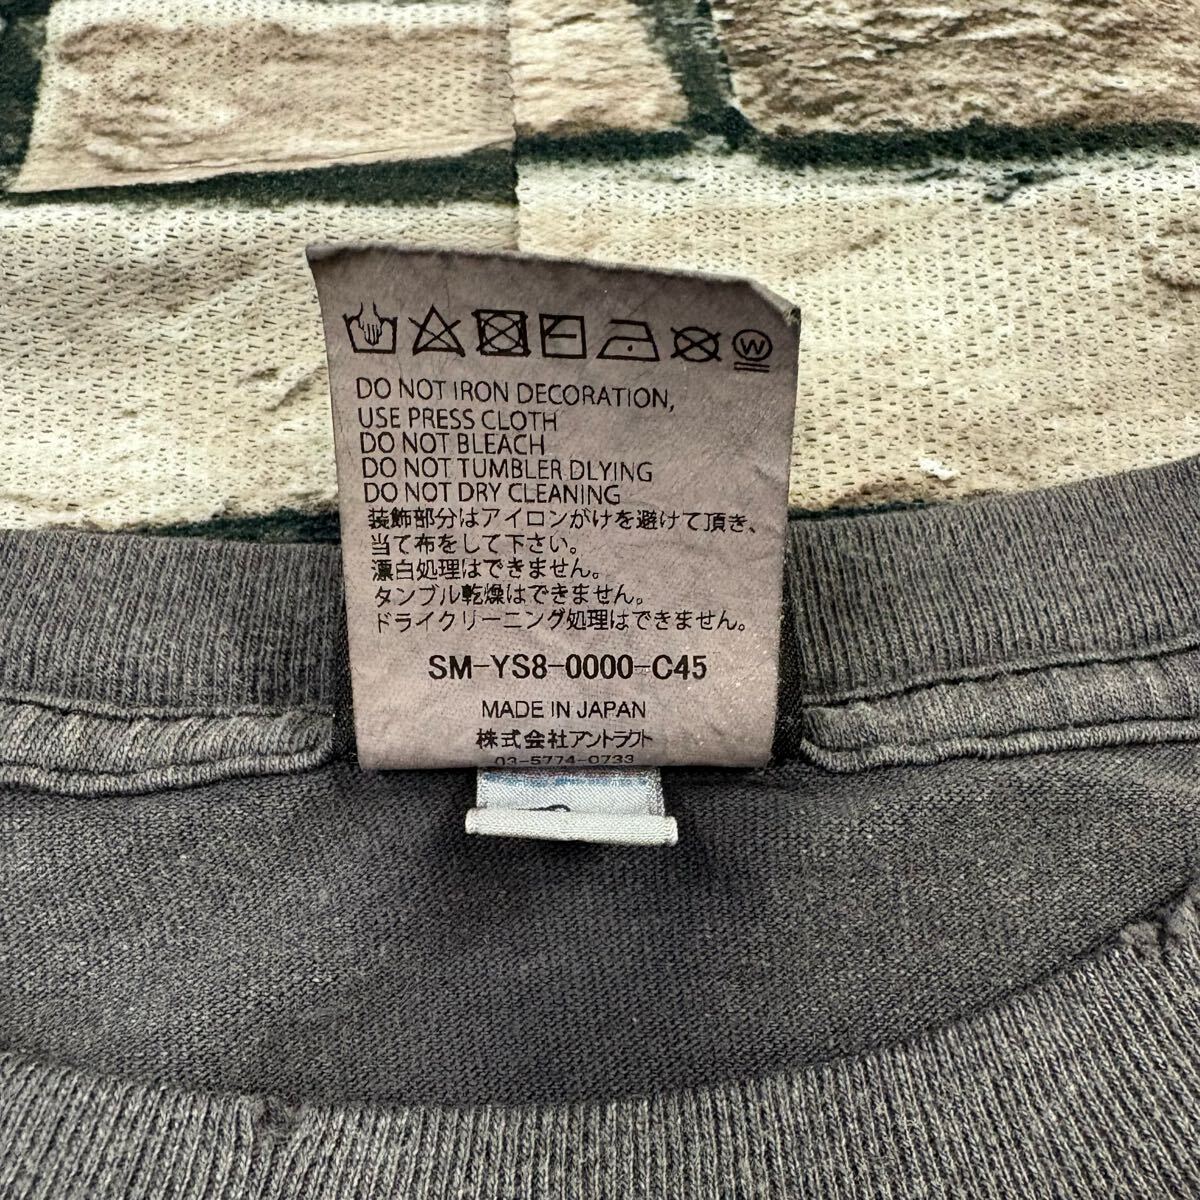 W
DO NOT IRON DECORATION,
USE PRESS CLOTH
DO NOT BLEACH
DO NOT TUMBLER DLYING
DO NOT DRY CLEANING
装飾部分はアイロンがけを避けて頂き、
当て布をして下さい。
漂白処理はできません。
タンブル乾燥はできません。
ドライクリーニング処理はできません。
SM-YS8-0000-C45
MADE IN JAPAN
株式会社アントラクト
03-5774-0733